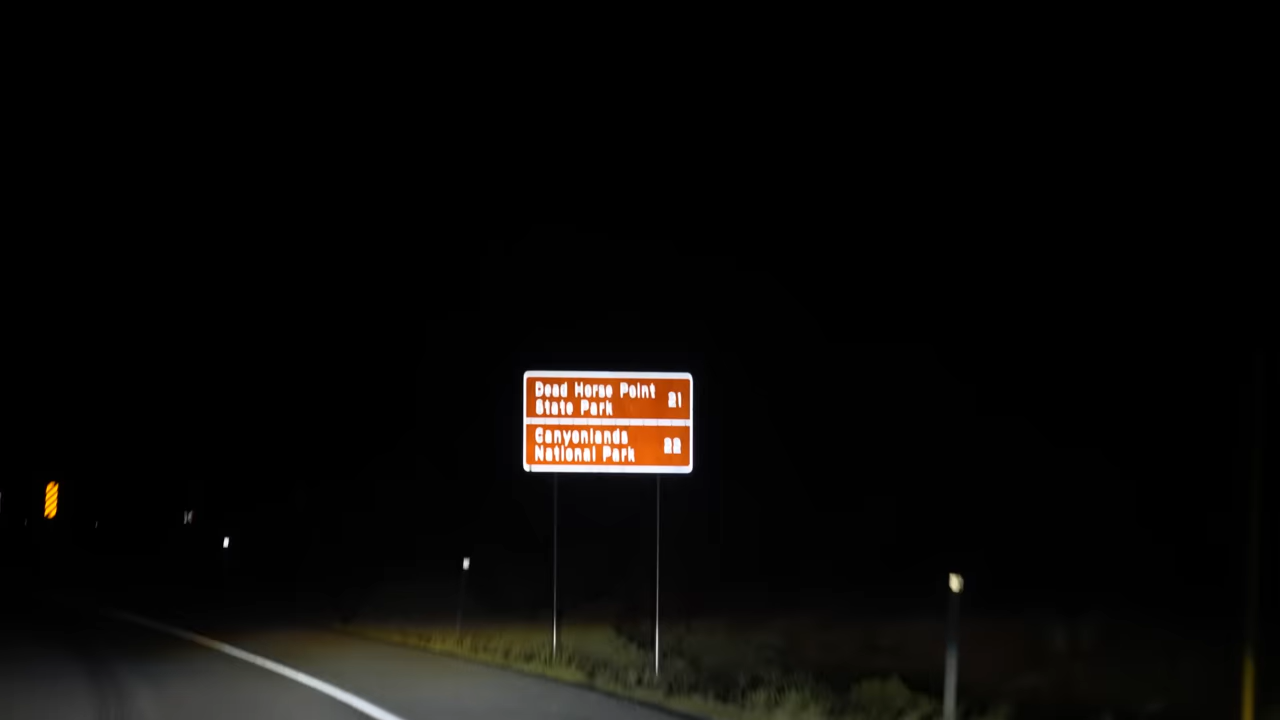 Dead Horse Point 21
State Park
Canyonlands 22
National Park